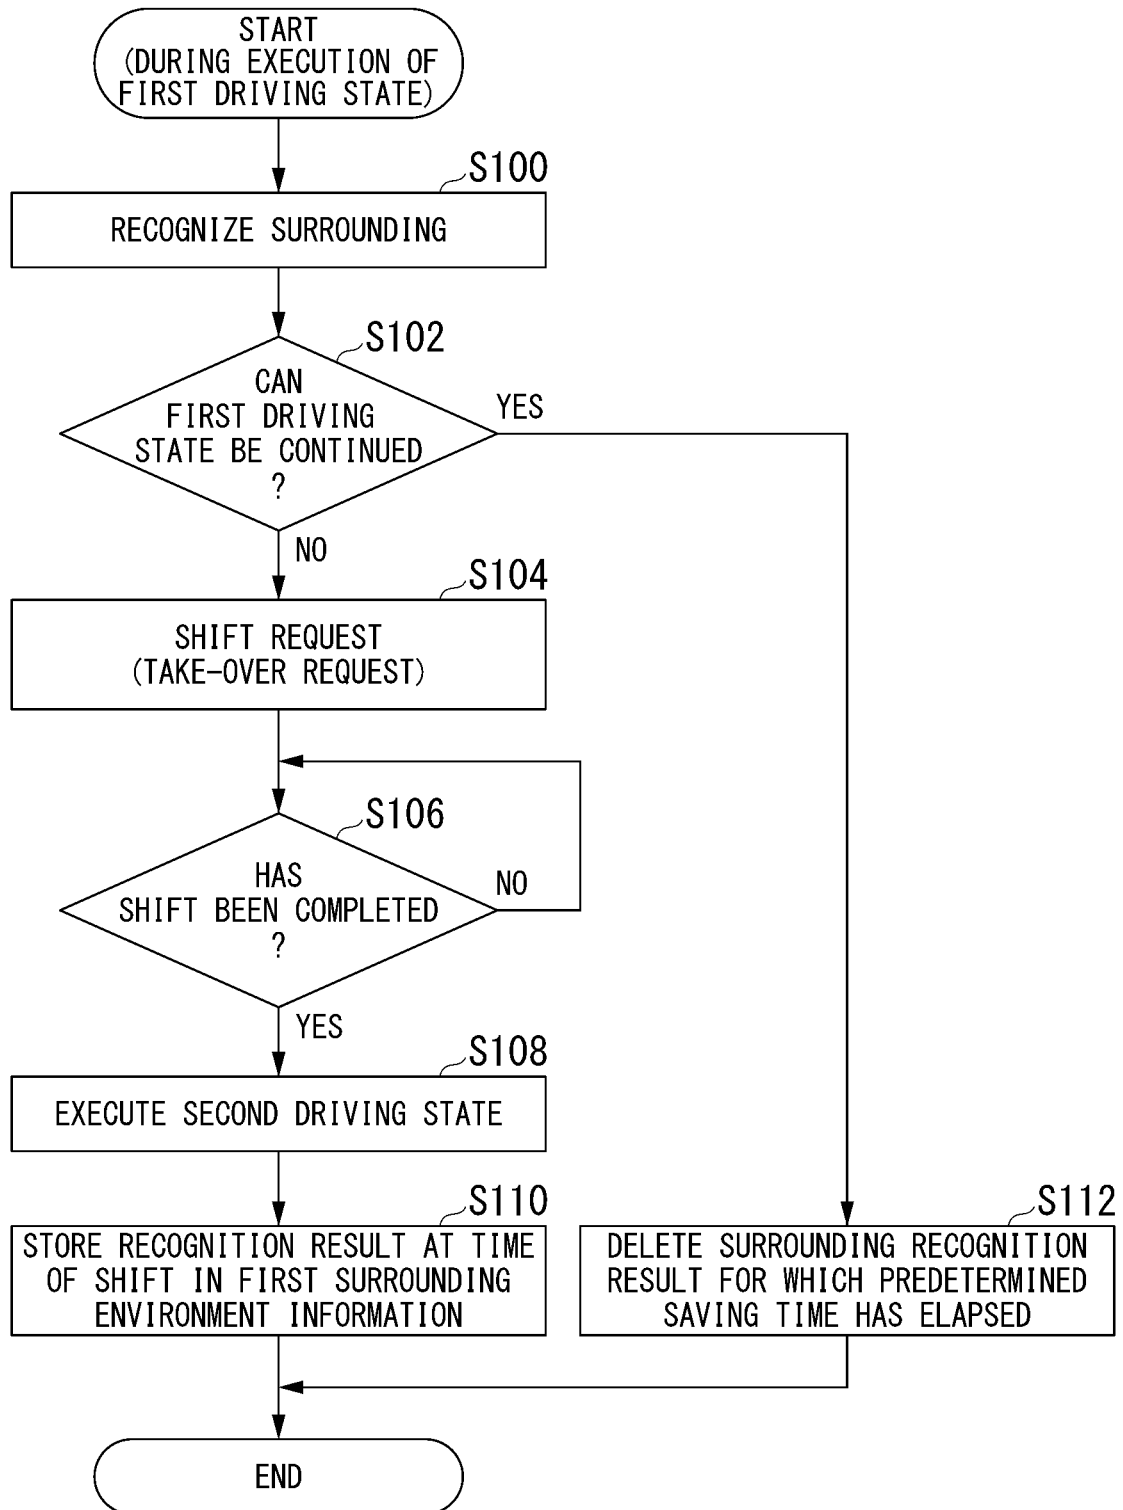 START
(DURING EXECUTION OF
FIRST DRIVING STATE)
S100
RECOGNIZE SURROUNDING
S102
CAN
FIRST DRIVING
STATE BE CONTINUED
?
YES
NO
S104
SHIFT REQUEST
(TAKE-OVER REQUEST)
S106
HAS
SHIFT BEEN COMPLETED
?
NO
YES
S108
EXECUTE SECOND DRIVING STATE
S110
STORE RECOGNITION RESULT AT TIME
OF SHIFT IN FIRST SURROUNDING
ENVIRONMENT INFORMATION
S112
DELETE SURROUNDING RECOGNITION
RESULT FOR WHICH PREDETERMINED
SAVING TIME HAS ELAPSED
END